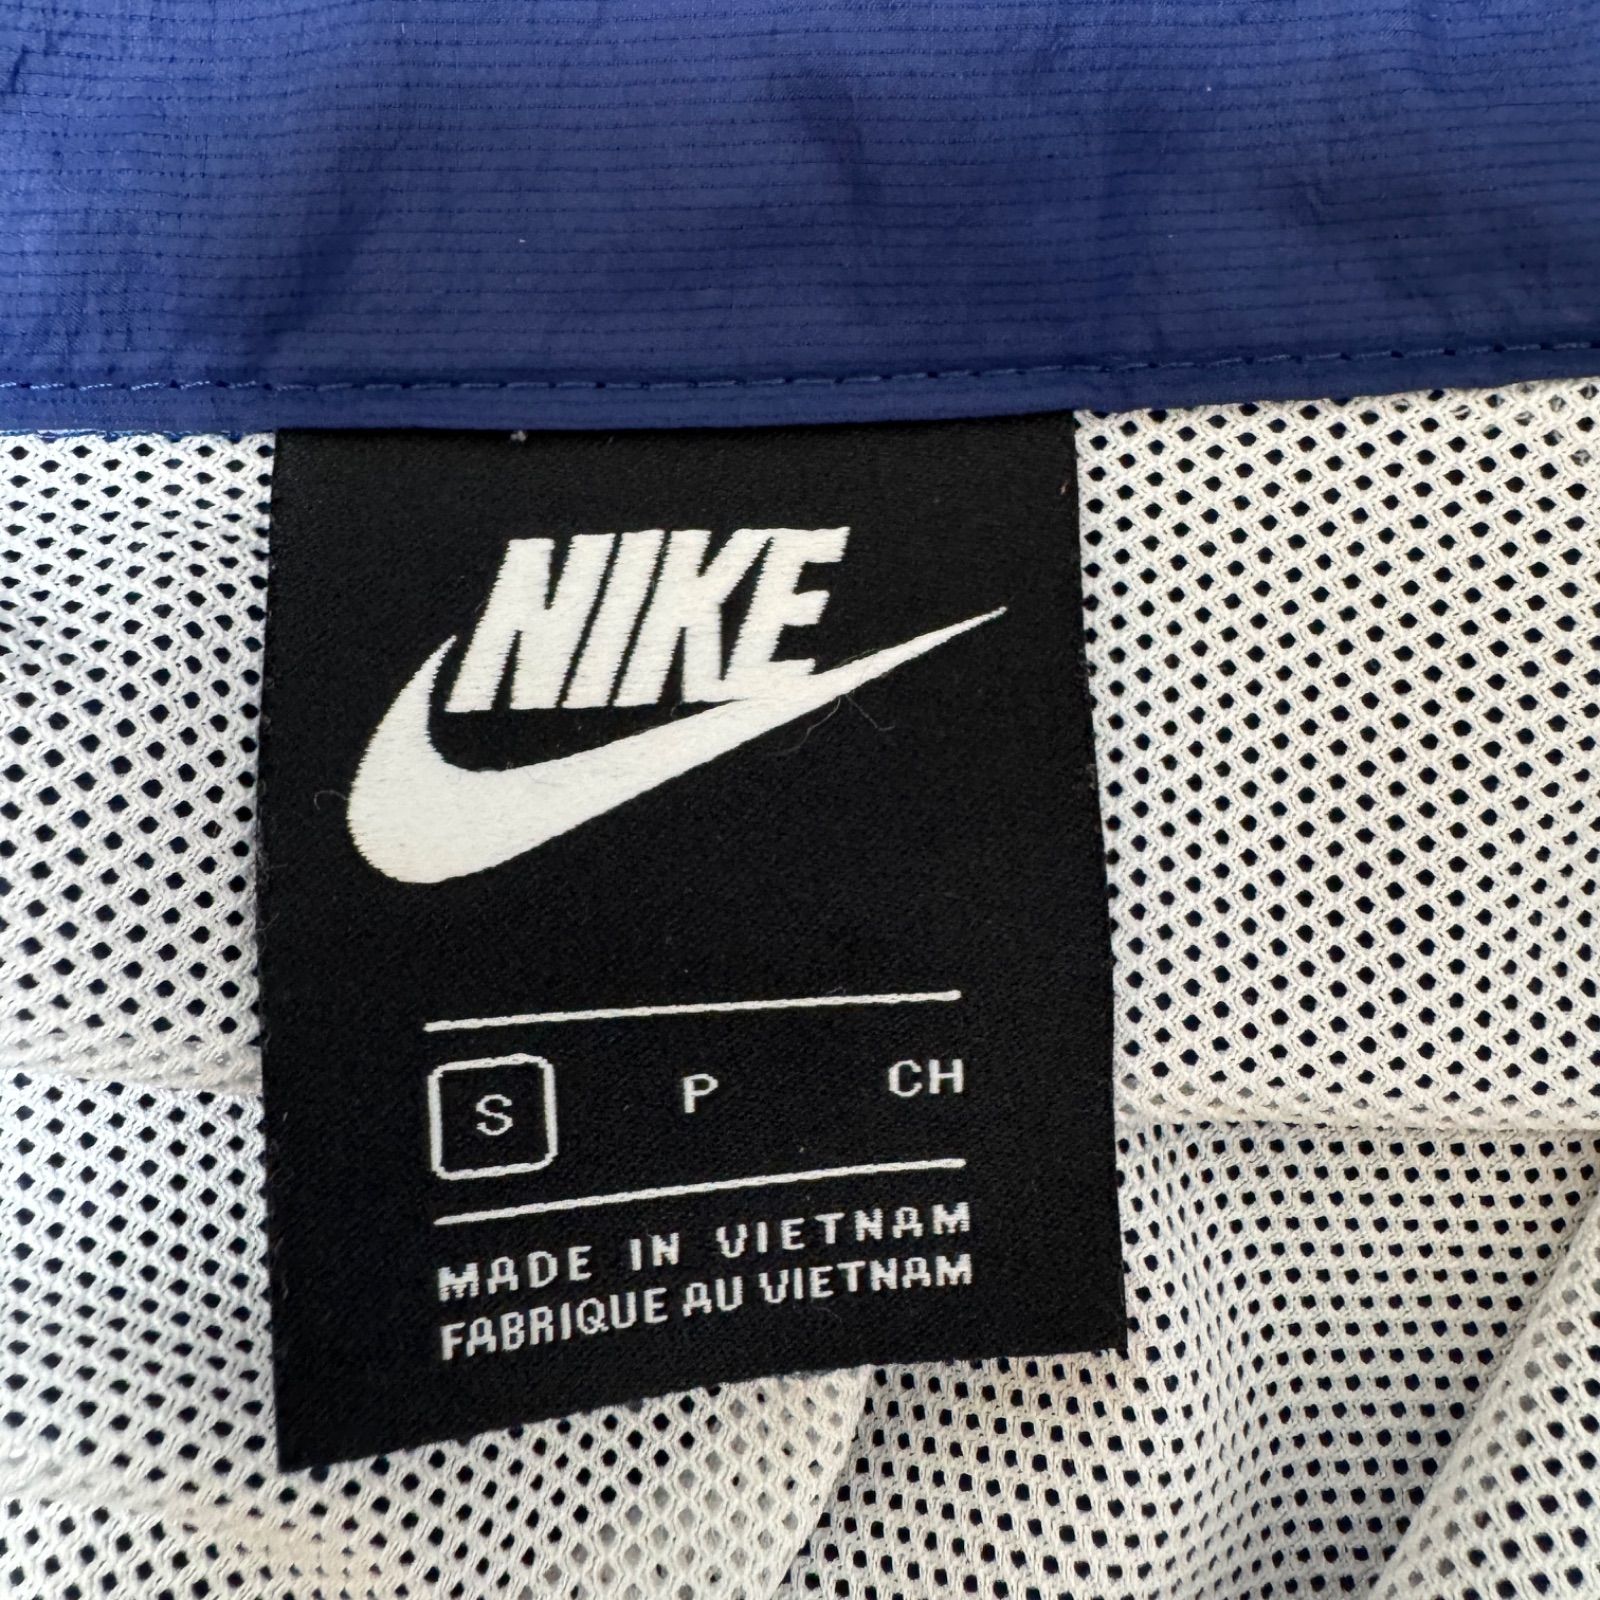 NIKE
S P CH
MADE IN VIETNAM
FABRIQUE AU VIETNAM